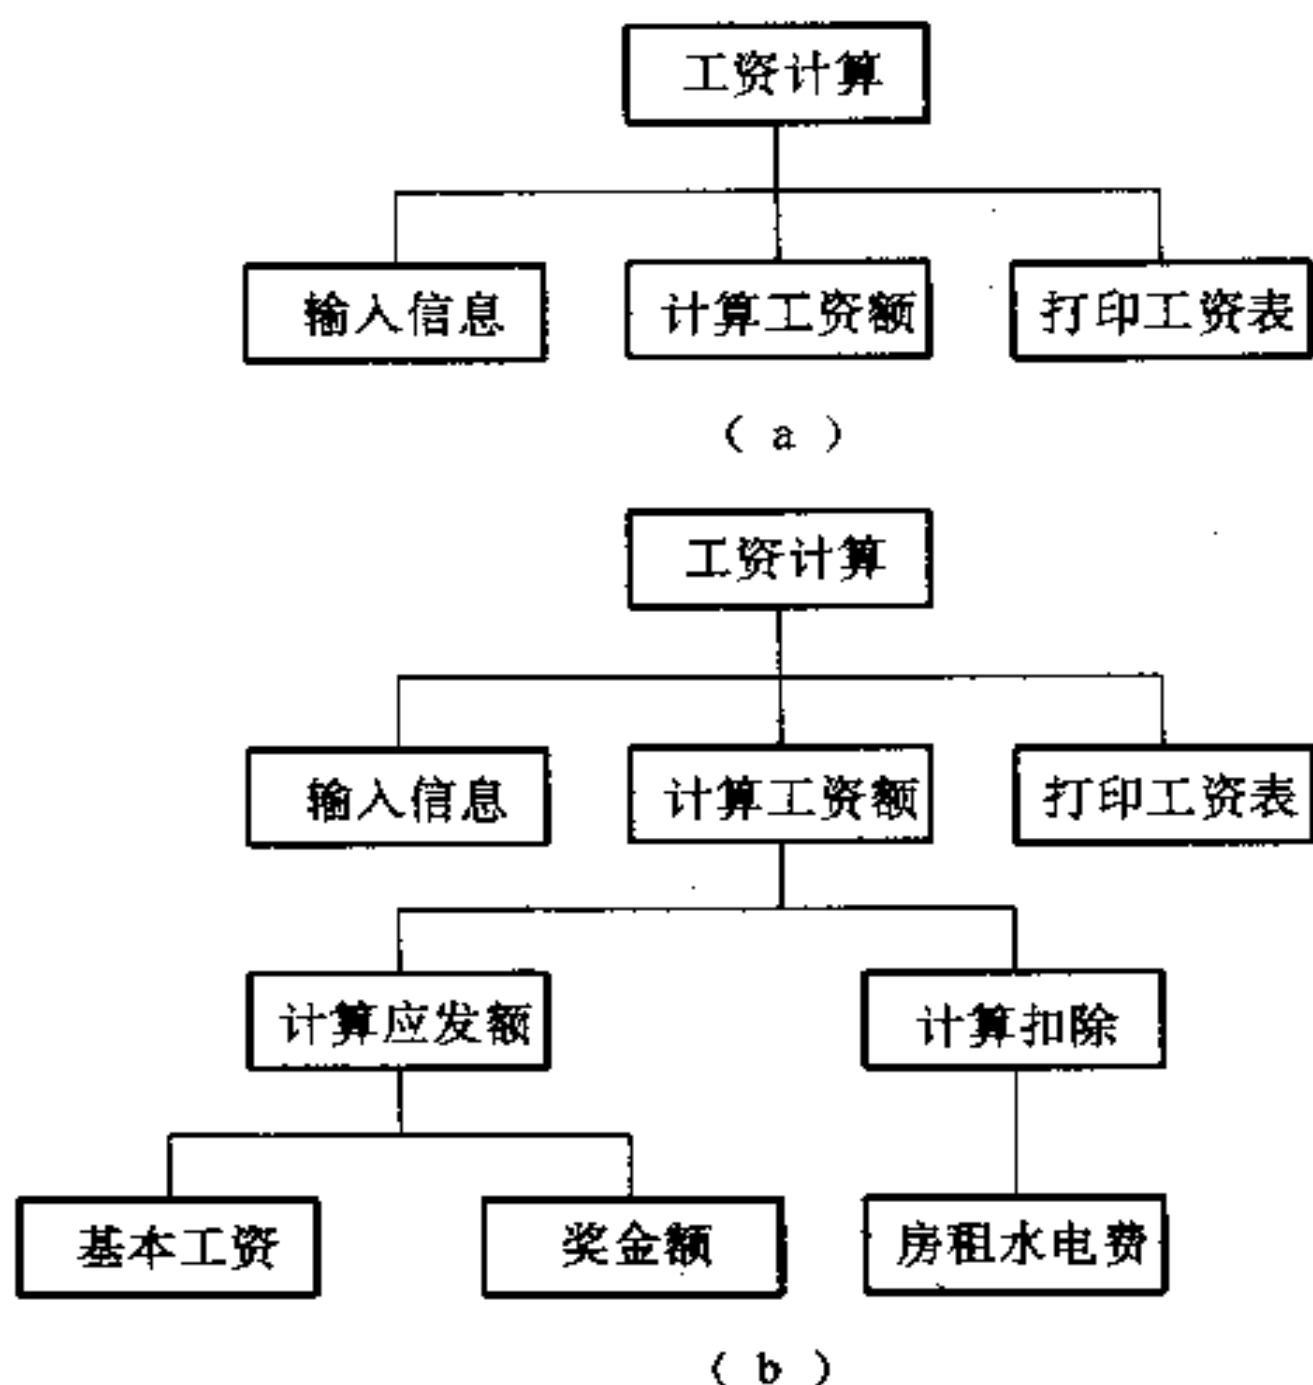 工资计算
输入信息
计算工资额
打印工资表
( a )
工资计算
输入信息
计算工资额
打印工资表
计算应发额
计算扣除
基本工资
奖金额
房租水电费
( b )